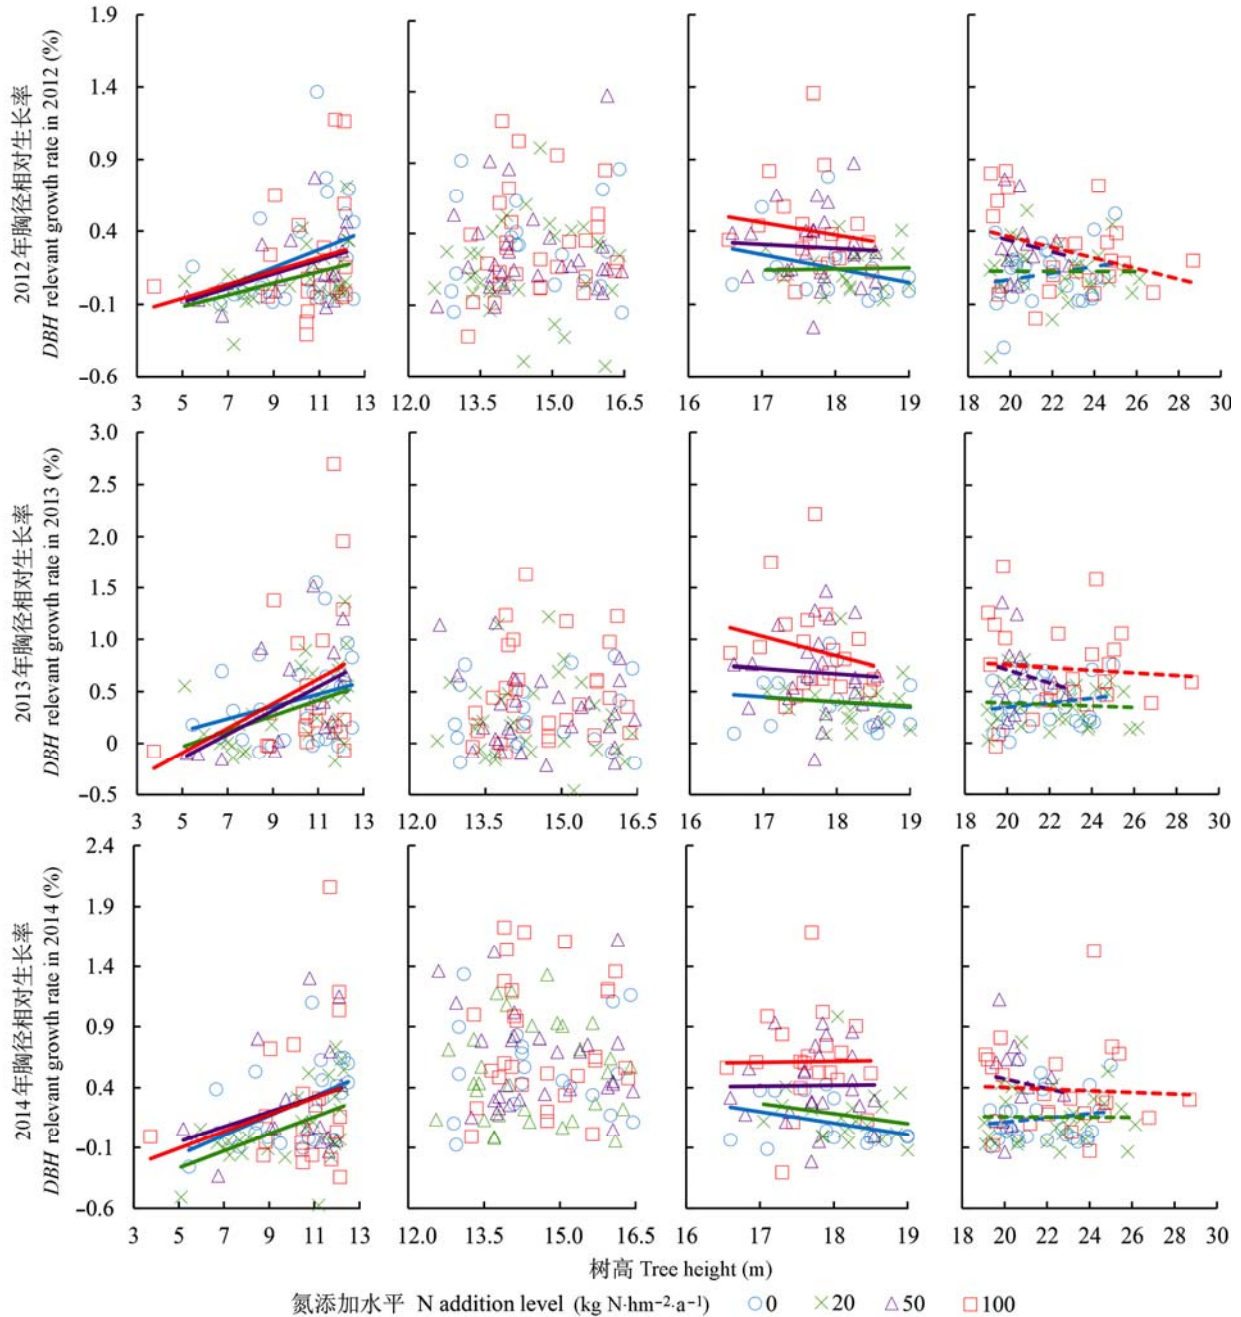 2012年胸径相对生长率
DBH relevant growth rate in 2012 (%)
1.9
1.4
0.9
0.4
−0.1
−0.6
3 5 7 9 11 13
12.0 13.5 15.0 16.5
16 17 18 19
18 20 22 24 26 28 30
2013年胸径相对生长率
DBH relevant growth rate in 2013 (%)
3.0
2.5
2.0
1.5
1.0
0.5
0
−0.5
3 5 7 9 11 13
12.0 13.5 15.0 16.5
16 17 18 19
18 20 22 24 26 28 30
2014年胸径相对生长率
DBH relevant growth rate in 2014 (%)
2.4
1.9
1.4
0.9
0.4
−0.1
−0.6
3 5 7 9 11 13
12.0 13.5 15.0 16.5
16 17 18 19
18 20 22 24 26 28 30
树高 Tree height (m)
氮添加水平 N addition level (kg N·hm−2·a−1) 0 20 50 100